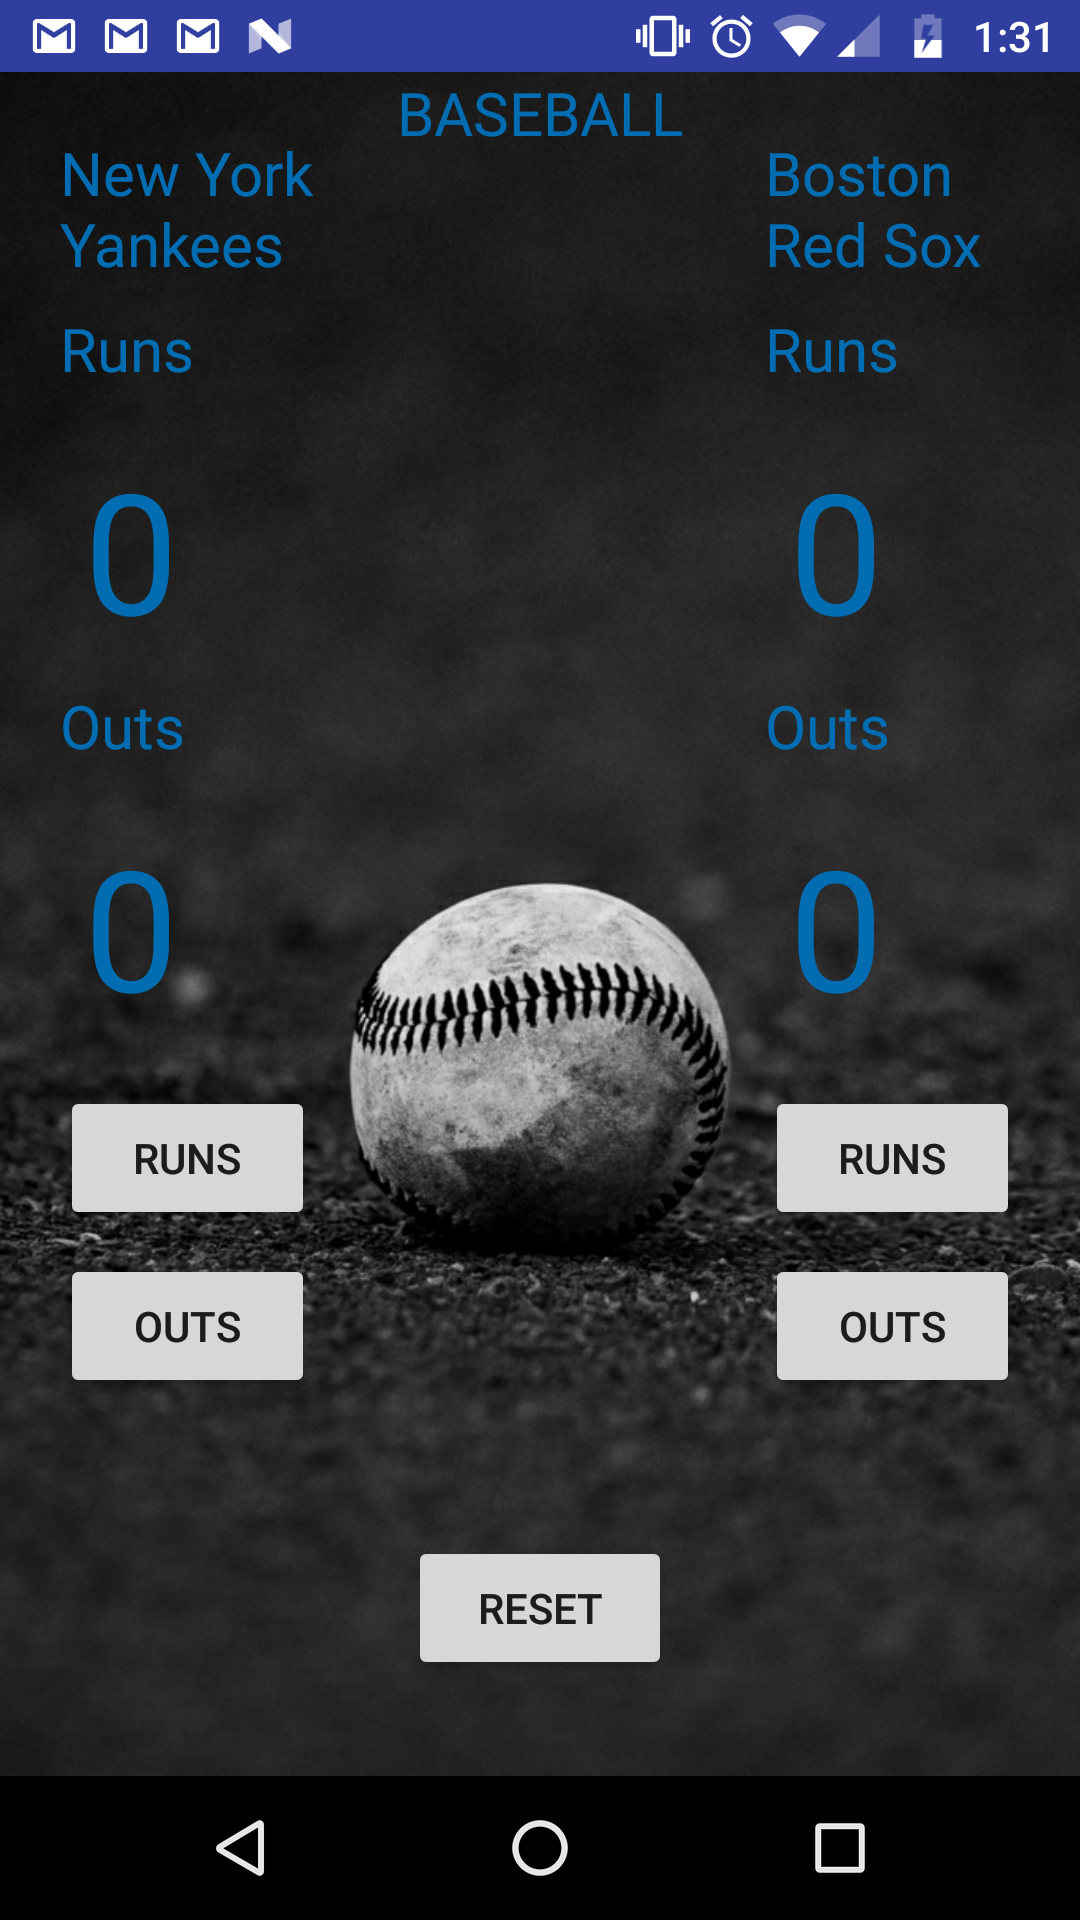 1:31
BASEBALL
New York
Yankees
Boston
Red Sox
Runs
Runs
0
0
Outs
Outs
0
0
RUNS
RUNS
OUTS
OUTS
RESET